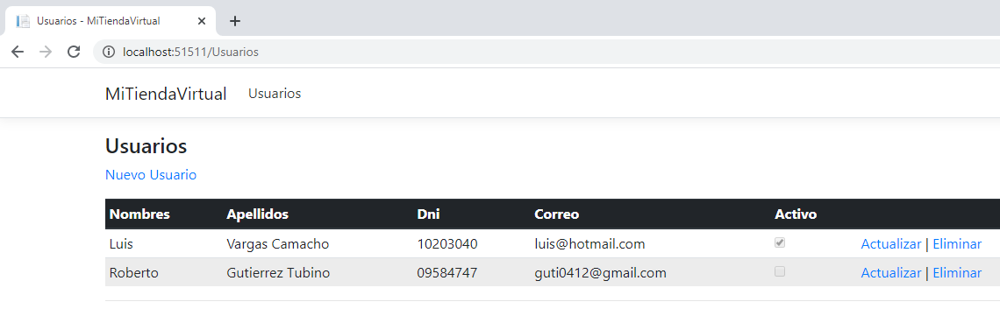 Usuarios - MiTiendaVirtual
localhost:51511/Usuarios
MiTiendaVirtual Usuarios
Usuarios
Nuevo Usuario
Nombres Apellidos Dni Correo Activo
Luis Vargas Camacho 10203040 luis@hotmail.com Actualizar | Eliminar
Roberto Gutierrez Tubino 09584747 guti0412@gmail.com Actualizar | Eliminar